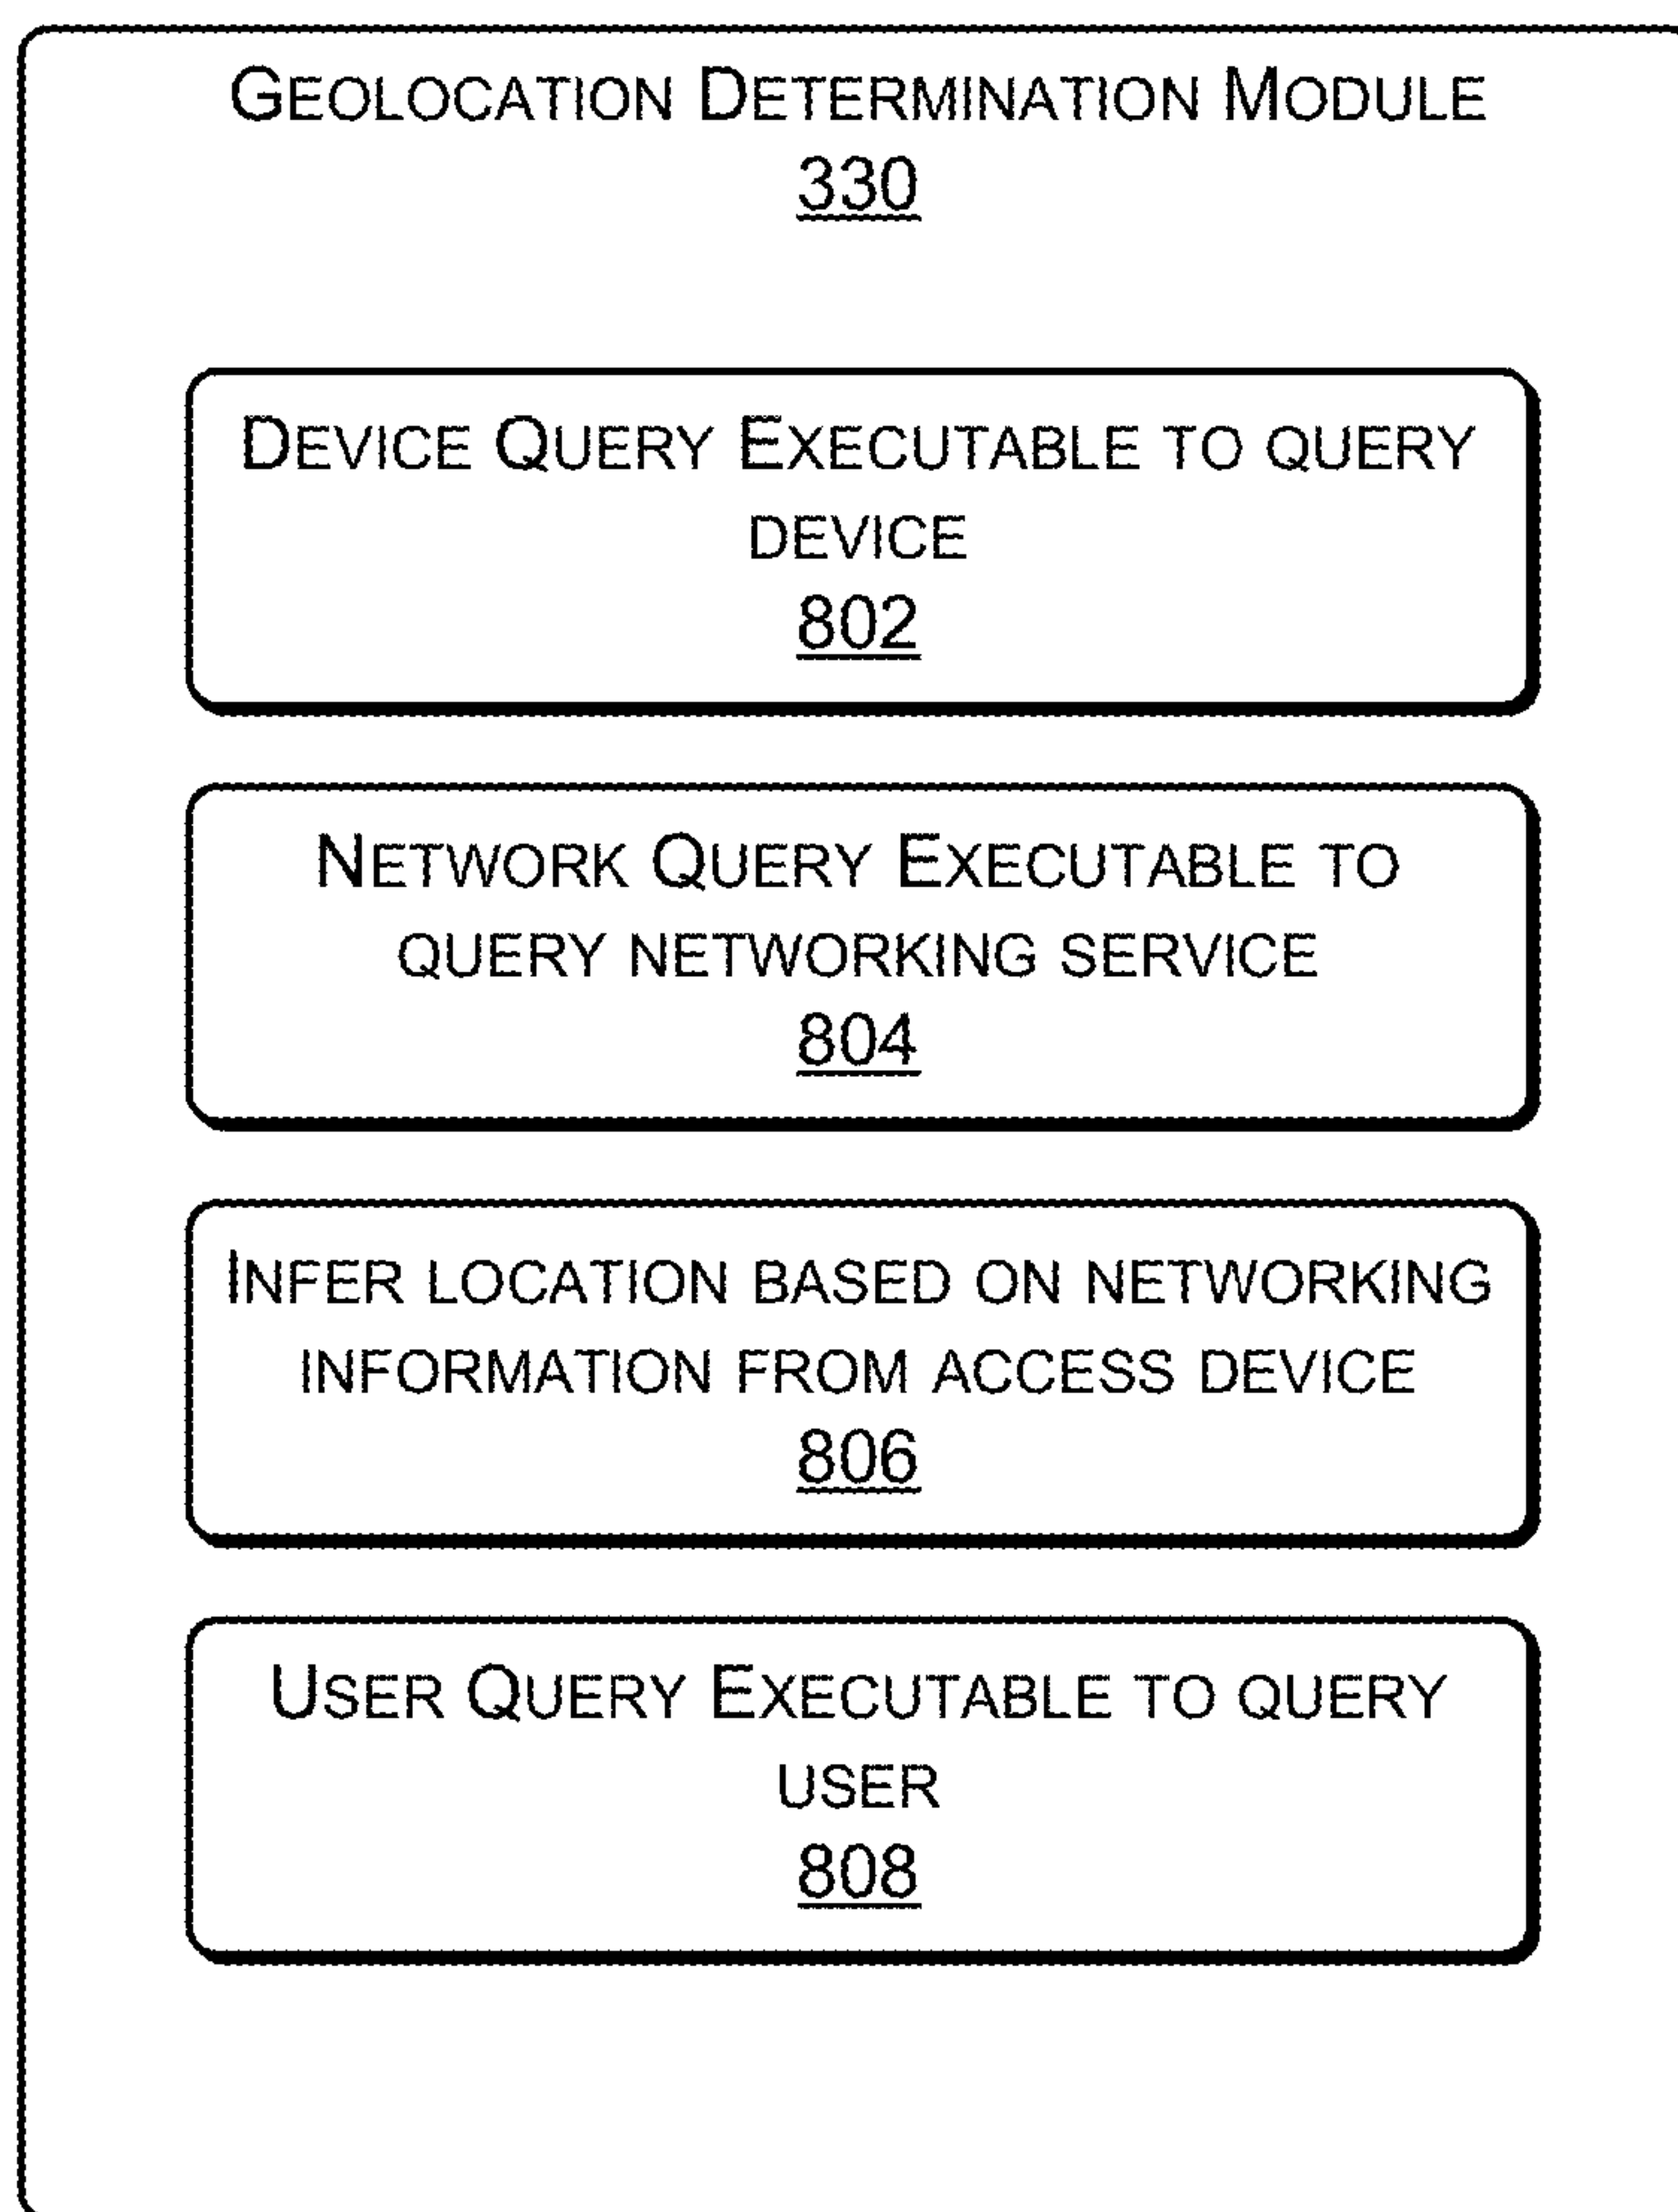 GEOLOCATION DETERMINATION MODULE
330
DEVICE QUERY EXECUTABLE TO QUERY
DEVICE
802
NETWORK QUERY EXECUTABLE TO
QUERY NETWORKING SERVICE
804
INFER LOCATION BASED ON NETWORKING
INFORMATION FROM ACCESS DEVICE
806
USER QUERY EXECUTABLE TO QUERY
USER
808